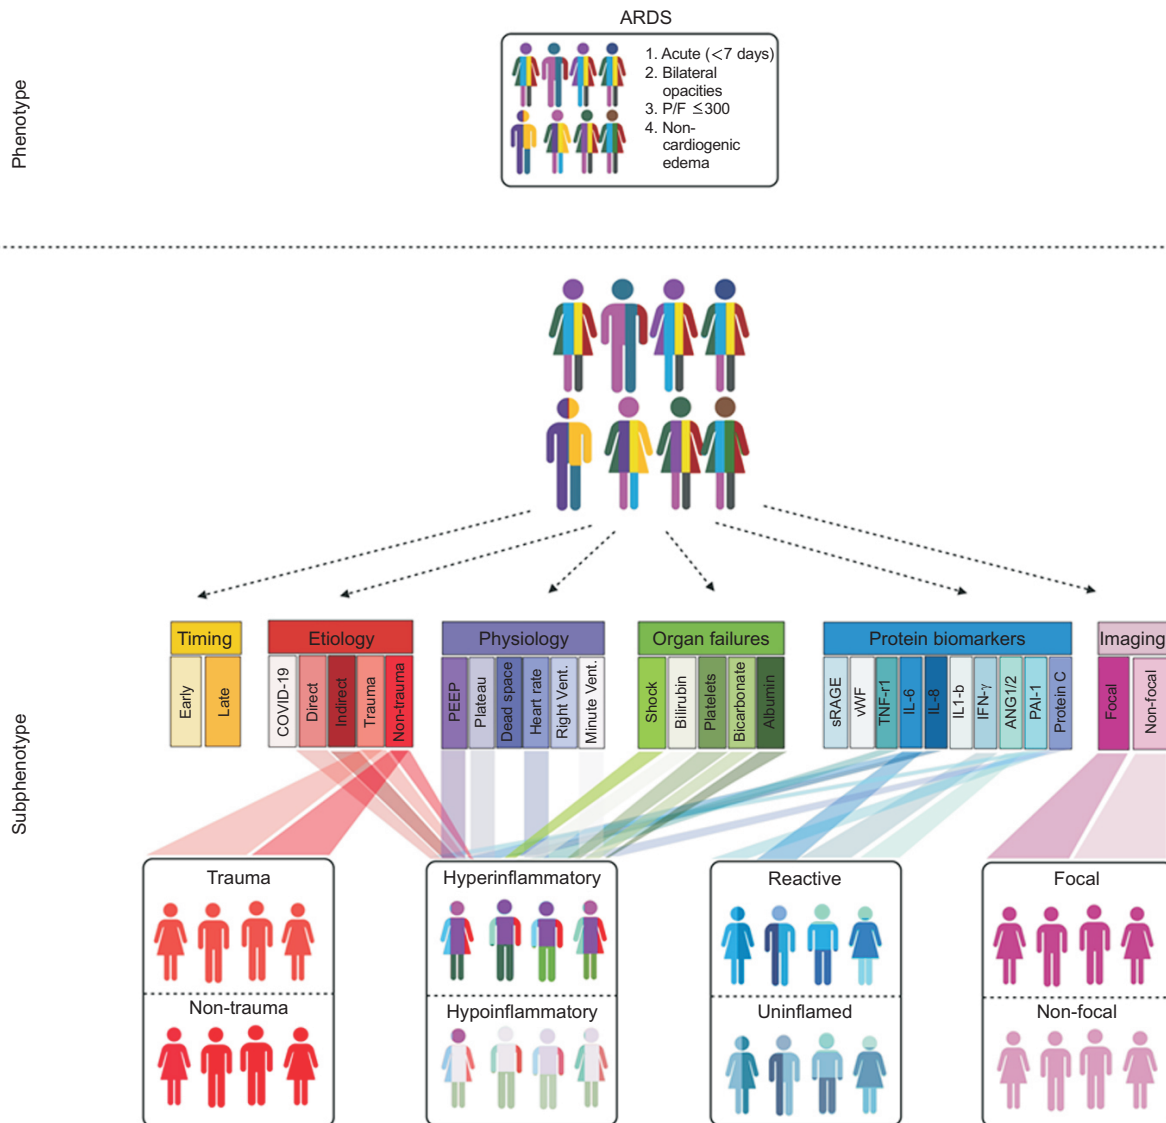 ARDS
Phenotype
1. Acute (<7 days)
2. Bilateral
opacities
3. P/F ≤300
4. Non-
cardiogenic
edema
Subphenotype
Timing
Early
Late
Etiology
COVID-19
Direct
Indirect
Trauma
Non-trauma
Physiology
PEEP
Plateau
Dead space
Heart rate
Right Vent.
Minute Vent.
Organ failures
Shock
Bilirubin
Platelets
Bicarbonate
Albumin
Protein biomarkers
sRAGE
vWF
TNF-r1
IL-6
IL-8
IL1-b
IFN-γ
ANG1/2
PAI-1
Protein C
Imaging
Focal
Non-focal
Trauma
Non-trauma
Hyperinflammatory
Hypoinflammatory
Reactive
Uninflamed
Focal
Non-focal